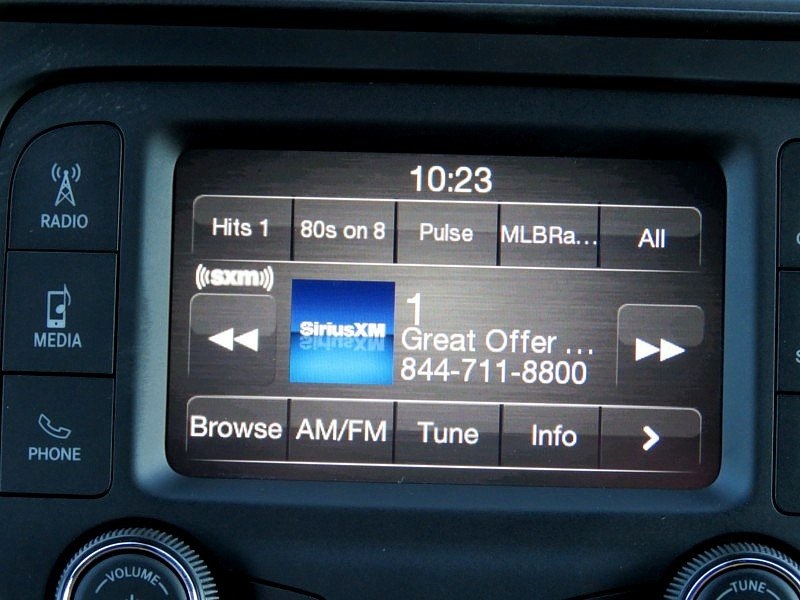 10:23
RADIO
Hits 1 80s on 8 Pulse MLBRa... All
((sxm))
MEDIA
SiriusXM
1
Great Offer ...
844-711-8800
PHONE
Browse AM/FM Tune Info >
VOLUME
TUNE